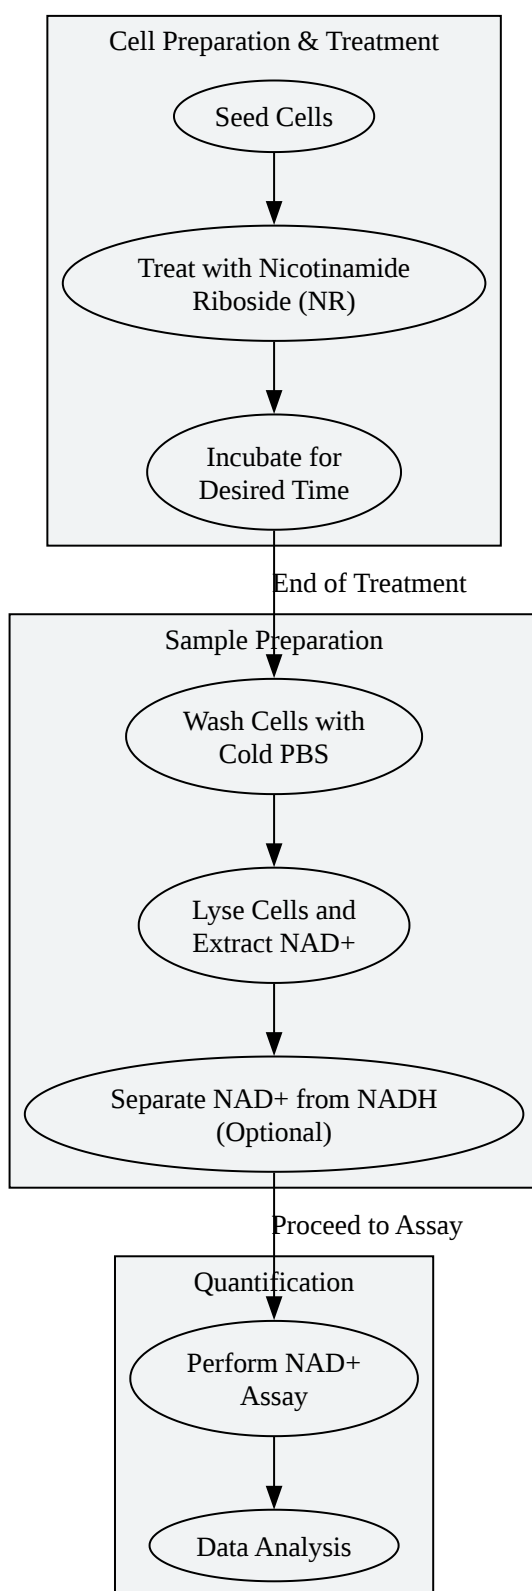 Cell Preparation & Treatment
Seed Cells
Treat with Nicotinamide
Riboside (NR)
Incubate for
Desired Time
End of Treatment
Sample Preparation
Wash Cells with
Cold PBS
Lyse Cells and
Extract NAD+
Separate NAD+ from NADH
(Optional)
Proceed to Assay
Quantification
Perform NAD+
Assay
Data Analysis